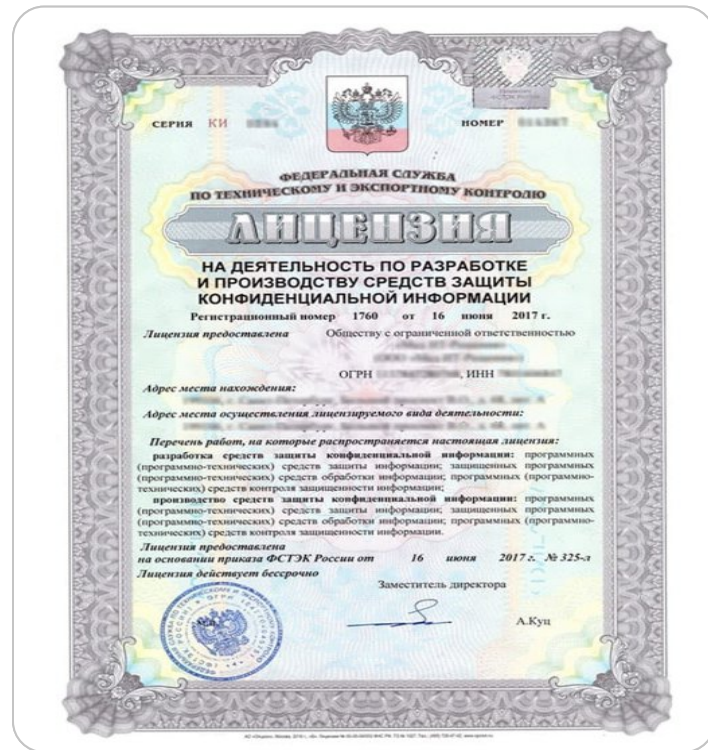 СЕРИЯ КИ
НОМЕР
ФЕДЕРАЛЬНАЯ СЛУЖБА
ПО ТЕХНИЧЕСКОМУ И ЭКСПОРТНОМУ КОНТРОЛЮ
ЛИЦЕНЗИЯ
НА ДЕЯТЕЛЬНОСТЬ ПО РАЗРАБОТКЕ
И ПРОИЗВОДСТВУ СРЕДСТВ ЗАЩИТЫ
КОНФИДЕНЦИАЛЬНОЙ ИНФОРМАЦИИ
Регистрационный номер 1760 от 16 июня 2017 г.
Лицензия предоставлена Обществу с ограниченной ответственностью
ОГРН , ИНН
Адрес места нахождения:
Адрес места осуществления лицензируемого вида деятельности:
Перечень работ, на которые распространяется настоящая лицензия:
разработка средств защиты конфиденциальной информации: программных
(программно-технических) средств защиты информации; защищенных программных
(программно-технических) средств обработки информации; программных (программно-
технических) средств контроля защищенности информации;
производство средств защиты конфиденциальной информации: программных
(программно-технических) средств защиты информации; защищенных программных
(программно-технических) средств обработки информации; программных (программно-
технических) средств контроля защищенности информации.
Лицензия предоставлена
на основании приказа ФСТЭК России от 16 июня 2017 г. № 325-л
Лицензия действует бессрочно
Заместитель директора
А.Куц